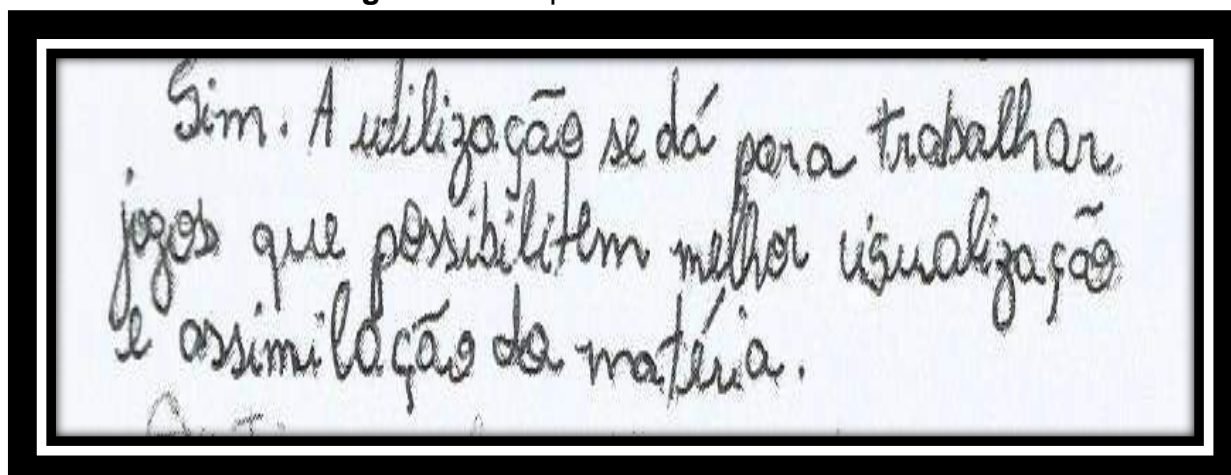 Sim. A utilização se dá para trabalhar
jogos que possibilitem melhor visualização
e assimilação da matéria.